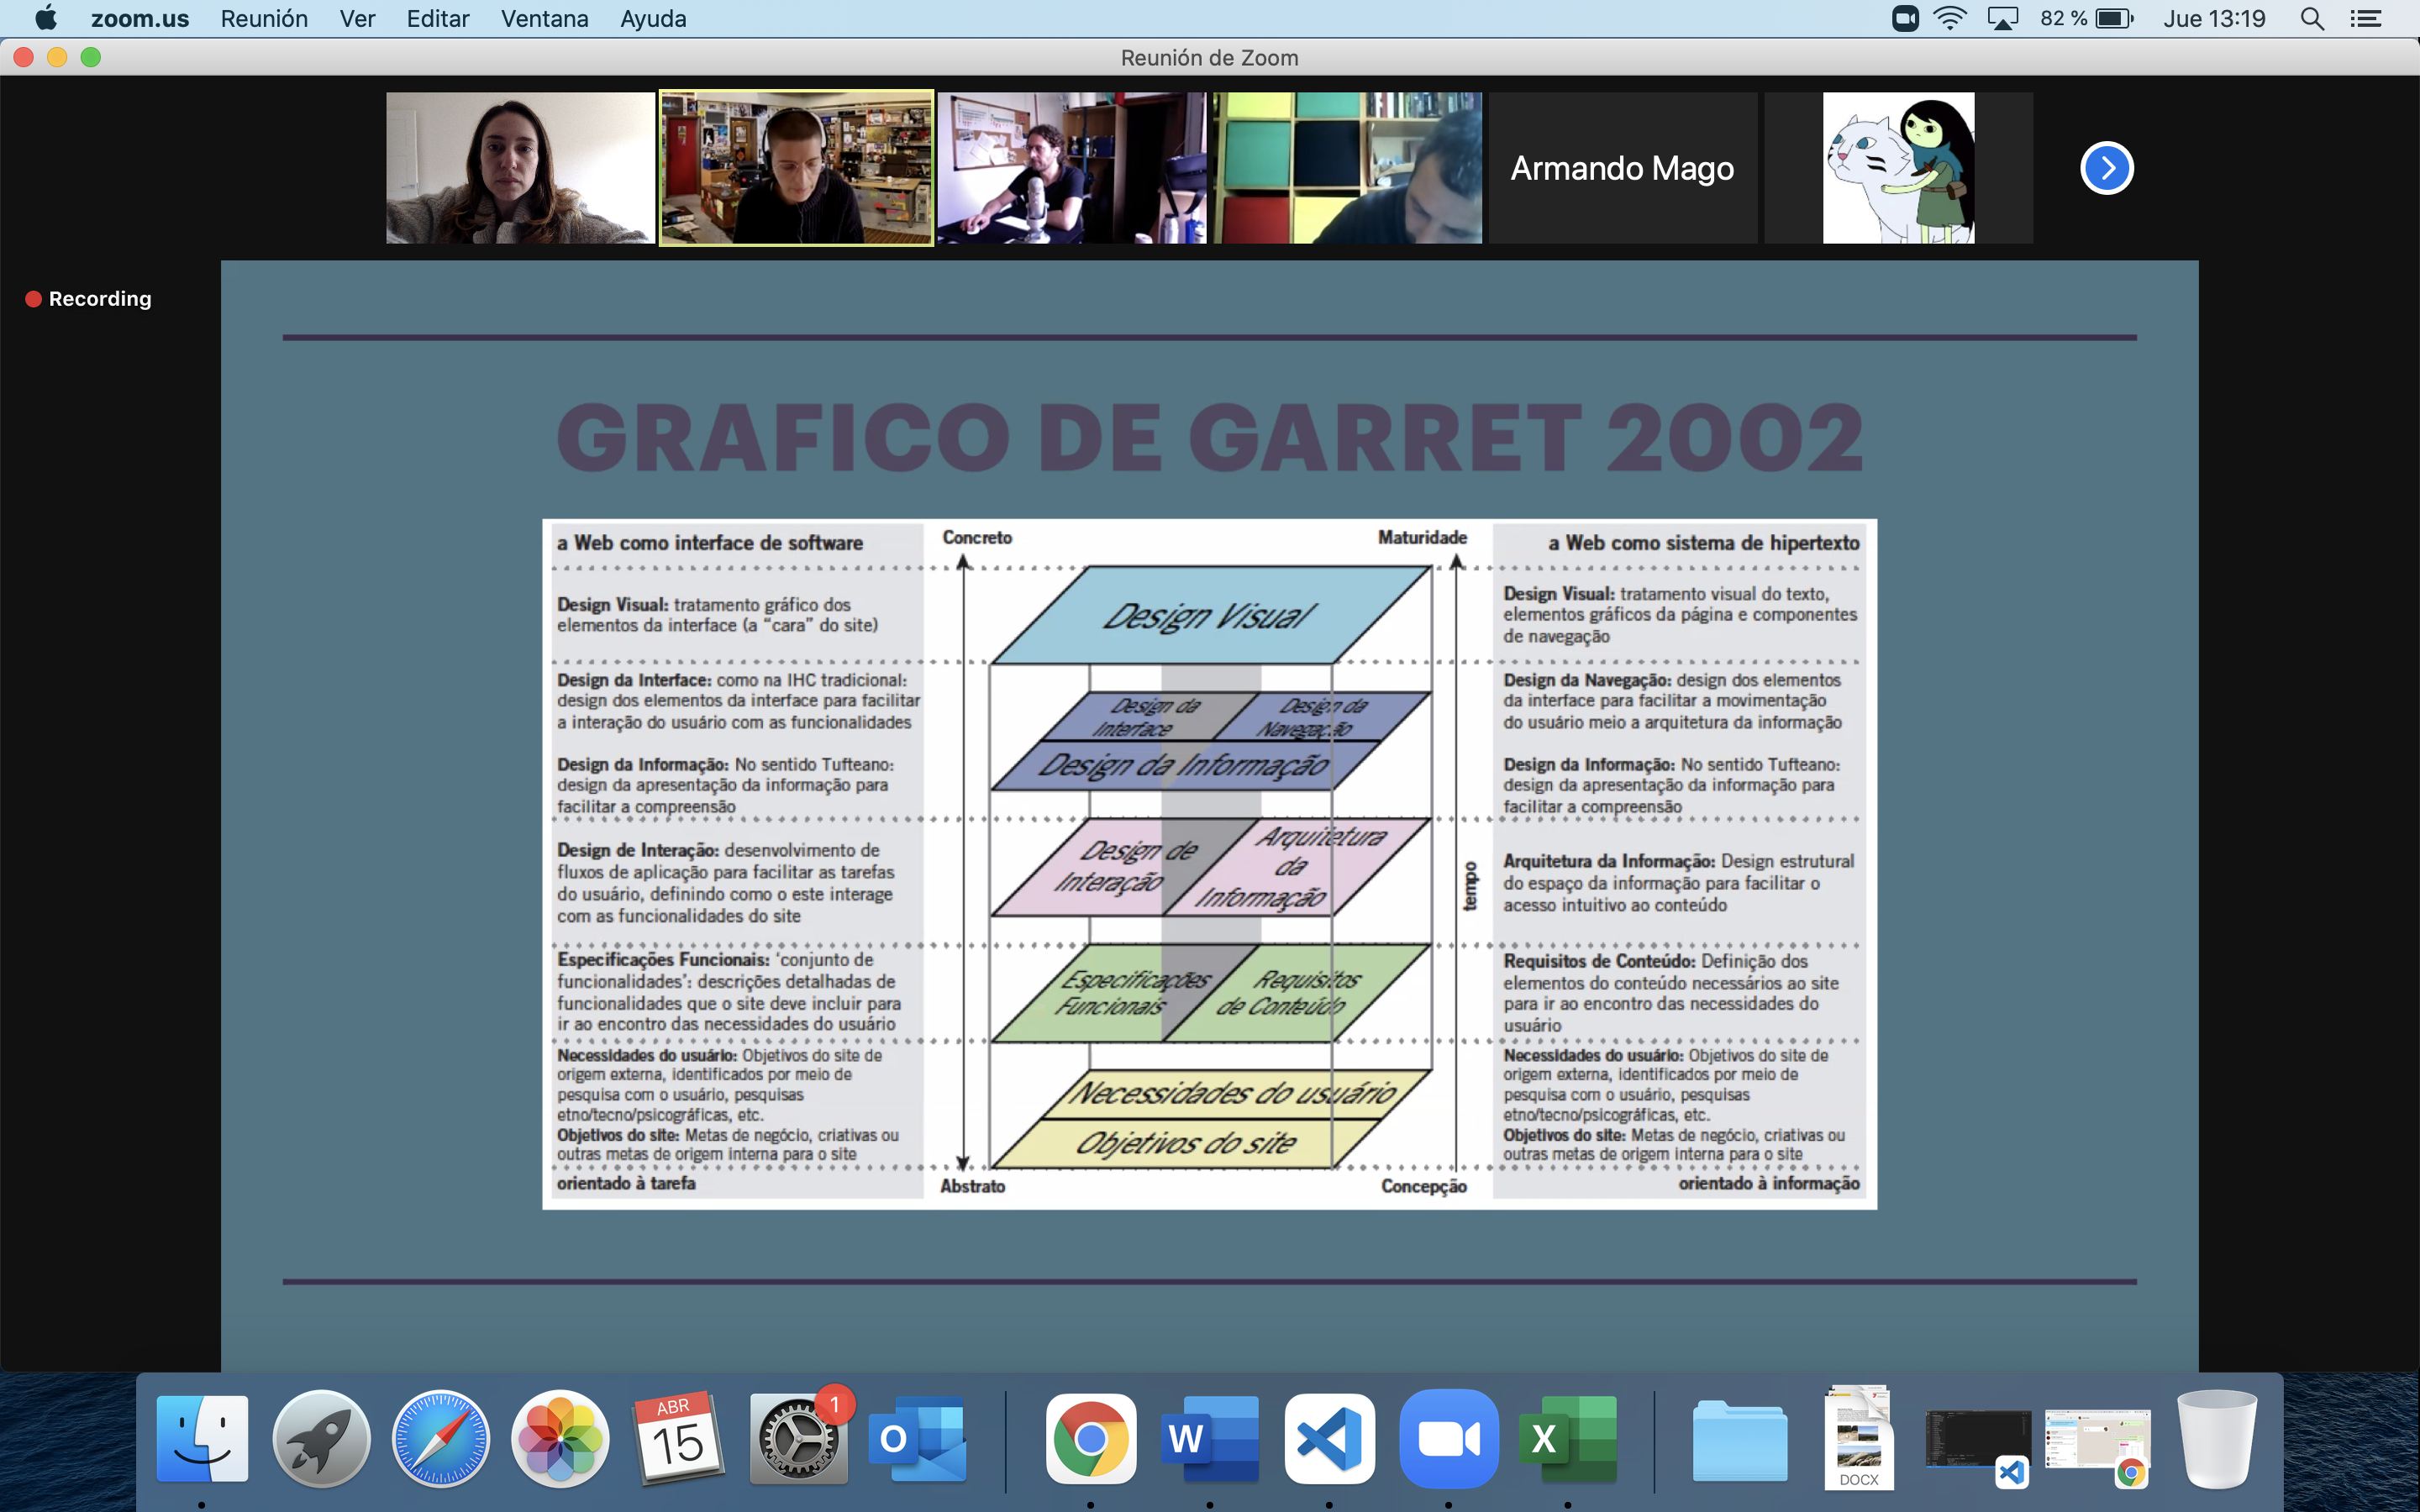 zoom.us Reunión Ver Editar Ventana Ayuda 82 % Jue 13:19
Reunión de Zoom
Armando Mago
Recording
GRAFICO DE GARRET 2002
a Web como interface de software
Design Visual: tratamento gráfico dos
elementos da interface (a “cara” do site)
Design da Interface: como na IHC tradicional:
design dos elementos da interface para facilitar
a interação do usuário com as funcionalidades
Design da Informação: No sentido Tufteano:
design da apresentação da informação para
facilitar a compreensão
Design de Interação: desenvolvimento de
fluxos de aplicação para facilitar as tarefas
do usuário, definindo como o este interage
com as funcionalidades do site
Especificações Funcionais: ‘conjunto de
funcionalidades’: descrições detalhadas de
funcionalidades que o site deve incluir para
ir ao encontro das necessidades do usuário
Necessidades do usuário: Objetivos do site de
origem externa, identificados por meio de
pesquisa com o usuário, pesquisas
etno/tecno/psicográficas, etc.
Objetivos do site: Metas de negócio, criativas ou
outras metas de origem interna para o site
orientado à tarefa
Concreto
Maturidade
Design Visual
Design da
Interface
Design da
Navegação
Design da Informação
Design de
Interação
Arquitetura
da
Informação
tempo
Especificações
Funcionais
Requisitos
de Conteúdo
Necessidades do usuário
Objetivos do site
Abstrato
Concepção
a Web como sistema de hipertexto
Design Visual: tratamento visual do texto,
elementos gráficos da página e componentes
de navegação
Design da Navegação: design dos elementos
da interface para facilitar a movimentação
do usuário meio a arquitetura da informação
Design da Informação: No sentido Tufteano:
design da apresentação da informação para
facilitar a compreensão
Arquitetura da Informação: Design estrutural
do espaço da informação para facilitar o
acesso intuitivo ao conteúdo
Requisitos de Conteúdo: Definição dos
elementos do conteúdo necessários ao site
para ir ao encontro das necessidades do
usuário
Necessidades do usuário: Objetivos do site de
origem externa, identificados por meio de
pesquisa com o usuário, pesquisas
etno/tecno/psicográficas, etc.
Objetivos do site: Metas de negócio, criativas ou
outras metas de origem interna para o site
orientado à informação
ABR
15
1
O
W
X
DOCX